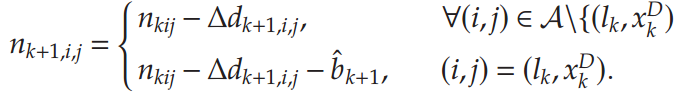 n_{k+1,i,j} = { n_{kij} − Δd_{k+1,i,j}, ∀(i, j) ∈ 𝒜\{(l_k, x_k^D)
n_{kij} − Δd_{k+1,i,j} − b̂_{k+1}, (i, j) = (l_k, x_k^D).